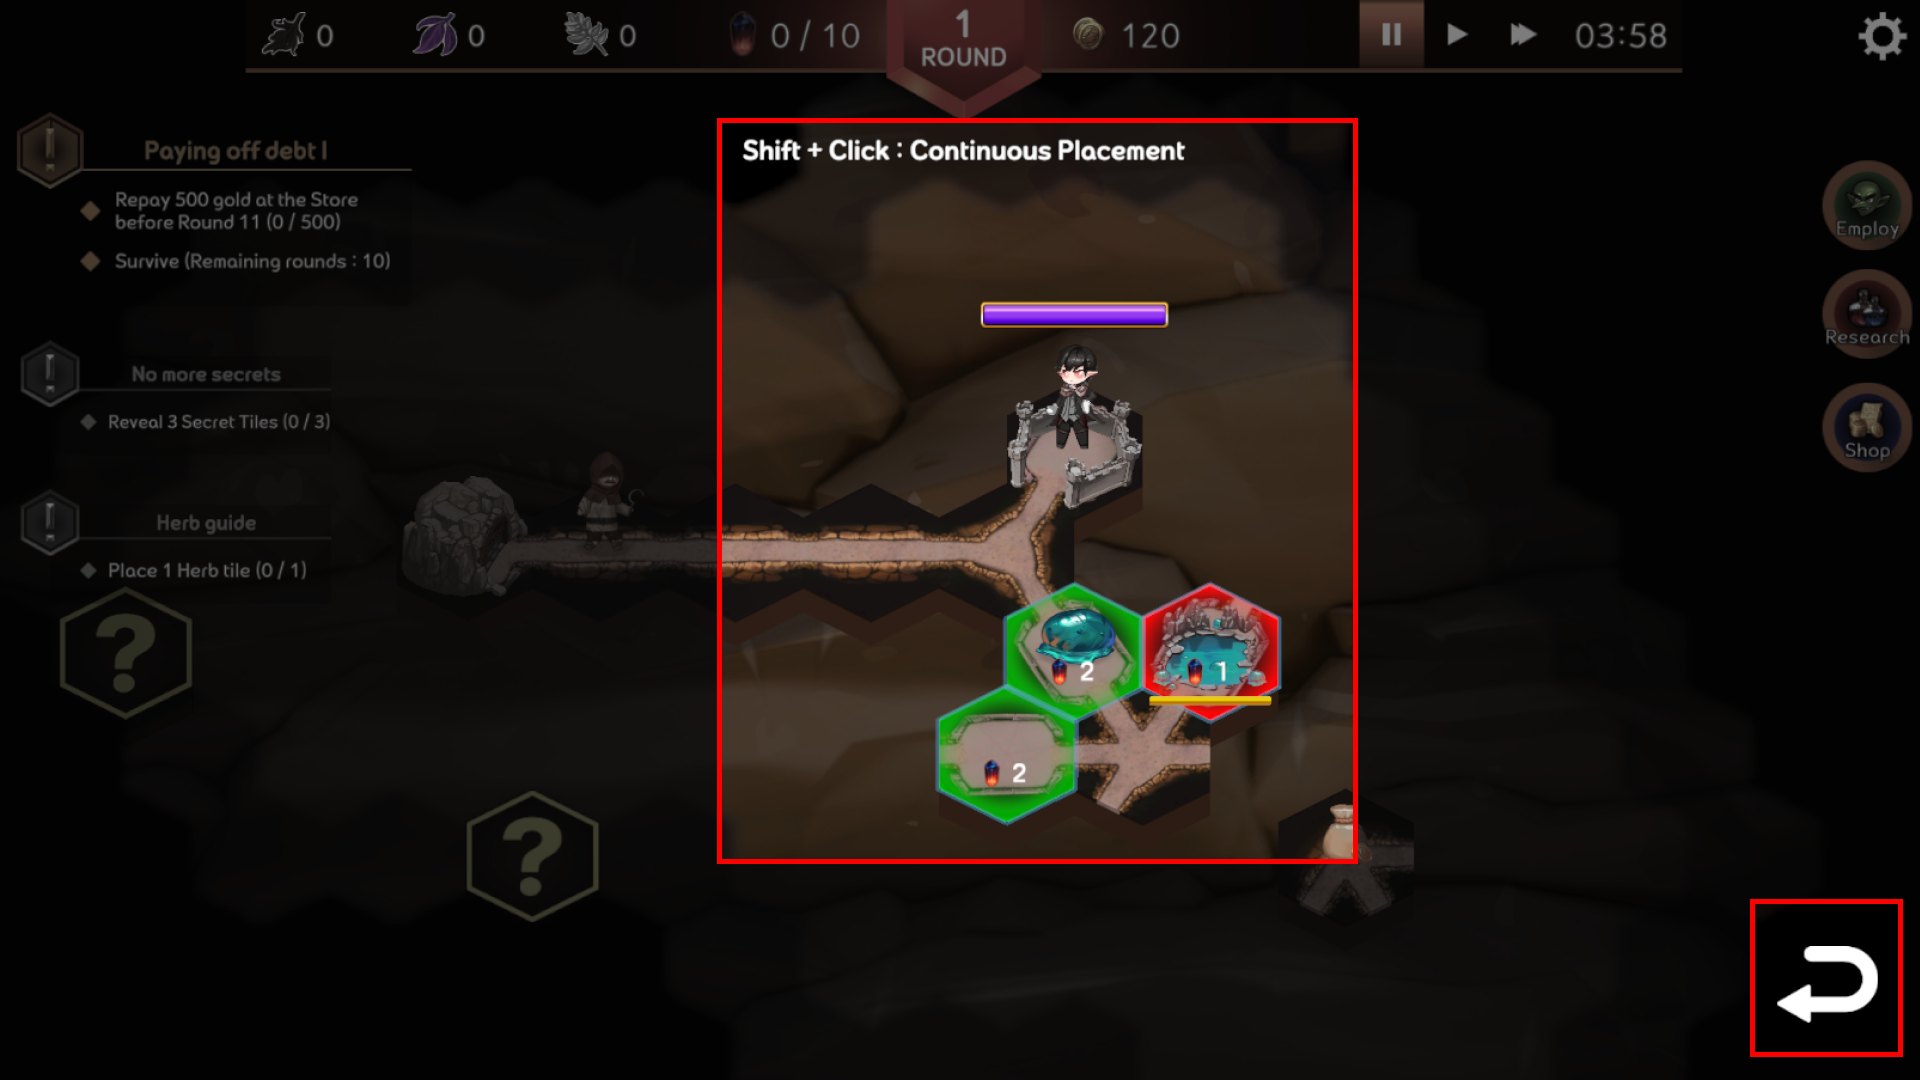 0
0
0
0 / 10
1
ROUND
120
03:58
Shift + Click : Continuous Placement
Paying off debt I
Repay 500 gold at the Store
before Round 11 (0 / 500)
Survive (Remaining rounds : 10)
No more secrets
Reveal 3 Secret Tiles (0 / 3)
Herb guide
Place 1 Herb tile (0 / 1)
?
?
2
1
2
Employ
Research
Shop